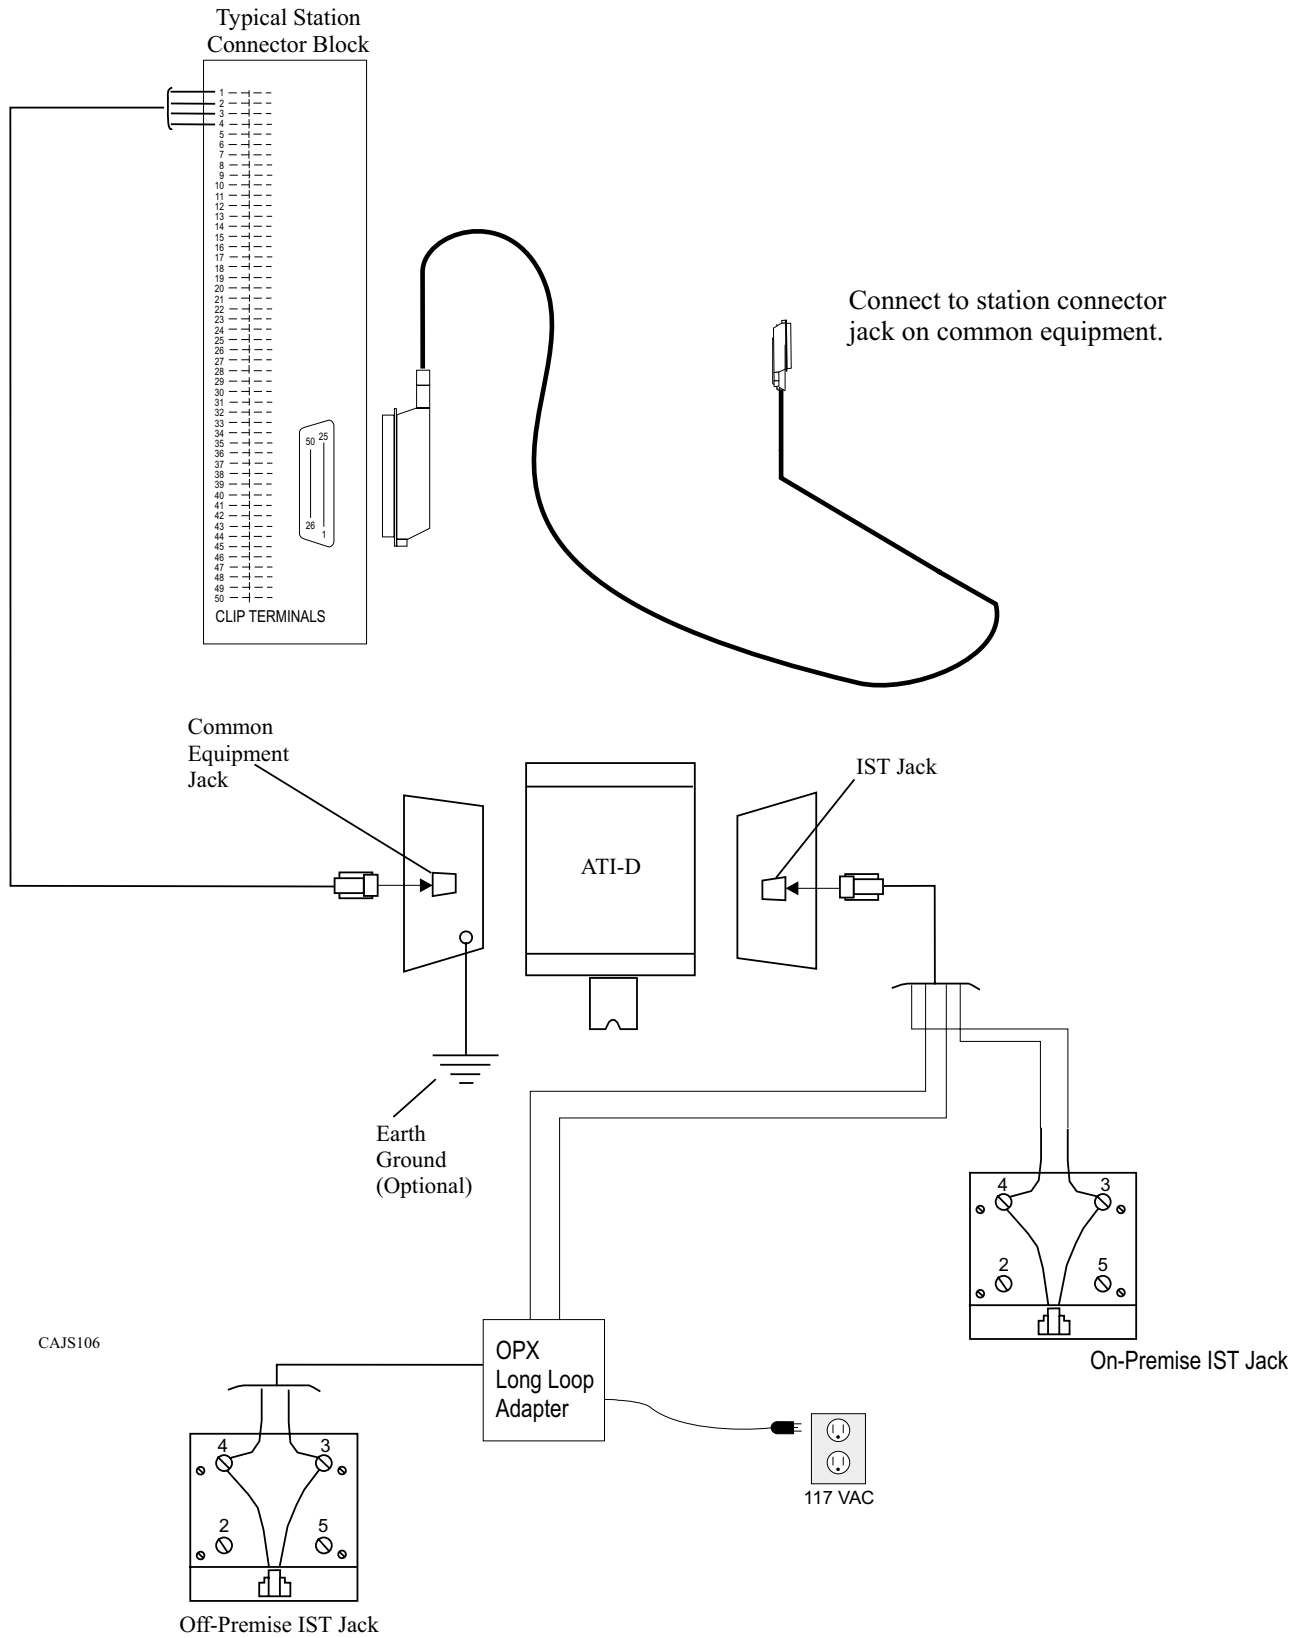 Typical Station
Connector Block
1
2
3
4
5
6
7
8
9
10
11
12
13
14
15
16
17
18
19
20
21
22
23
24
25
26
27
28
29
30
31
32
33
34
35
36
37
38
39
40
41
42
43
44
45
46
47
48
49
50
50 25
26 1
CLIP TERMINALS
Connect to station connector
jack on common equipment.
Common
Equipment
Jack
IST Jack
ATI-D
Earth
Ground
(Optional)
4 3
2 5
On-Premise IST Jack
CAJS106
OPX
Long Loop
Adapter
117 VAC
4 3
2 5
Off-Premise IST Jack